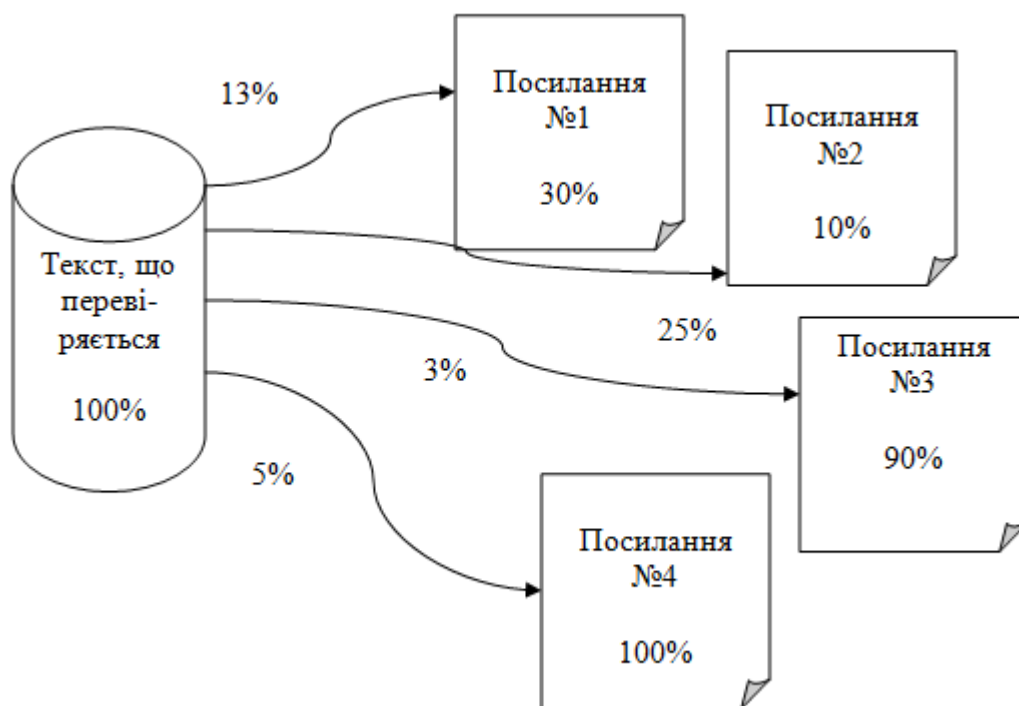 13%
Посилання
№1
30%
Посилання
№2
10%
Текст, що
переві-
ряється
100%
25%
3%
Посилання
№3
90%
5%
Посилання
№4
100%